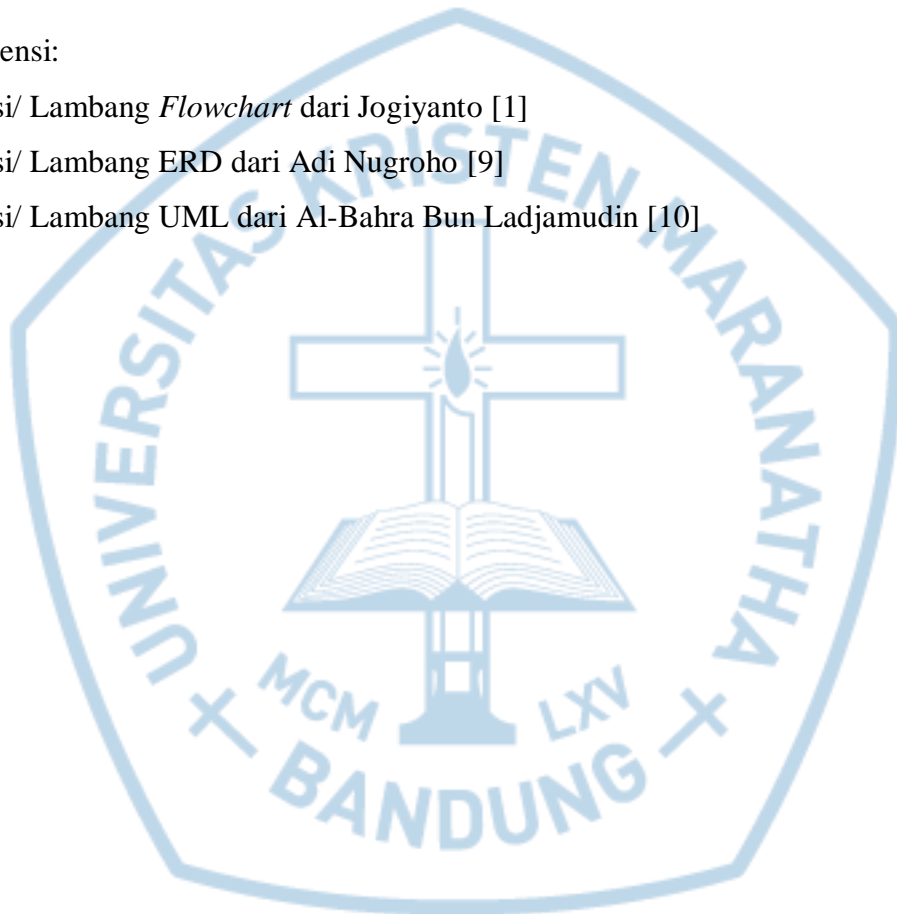 ensi:
si/ Lambang Flowchart dari Jogiyanto [1]
si/ Lambang ERD dari Adi Nugroho [9]
si/ Lambang UML dari Al-Bahra Bun Ladjamudin [10]
UNIVERSITAS KRISTEN MARANATHA
MCM LXV
BANDUNG